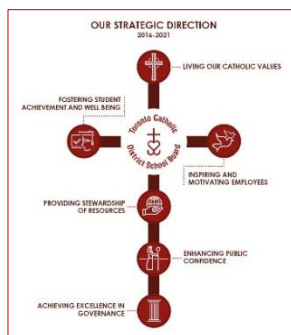 OUR STRATEGIC DIRECTION
2016-2021
LIVING OUR CATHOLIC VALUES
FOSTERING STUDENT
ACHIEVEMENT AND WELL BEING
Toronto Catholic
District School Board
INSPIRING AND
MOTIVATING EMPLOYEES
PROVIDING STEWARDSHIP
OF RESOURCES
ENHANCING PUBLIC
CONFIDENCE
ACHIEVING EXCELLENCE IN
GOVERNANCE